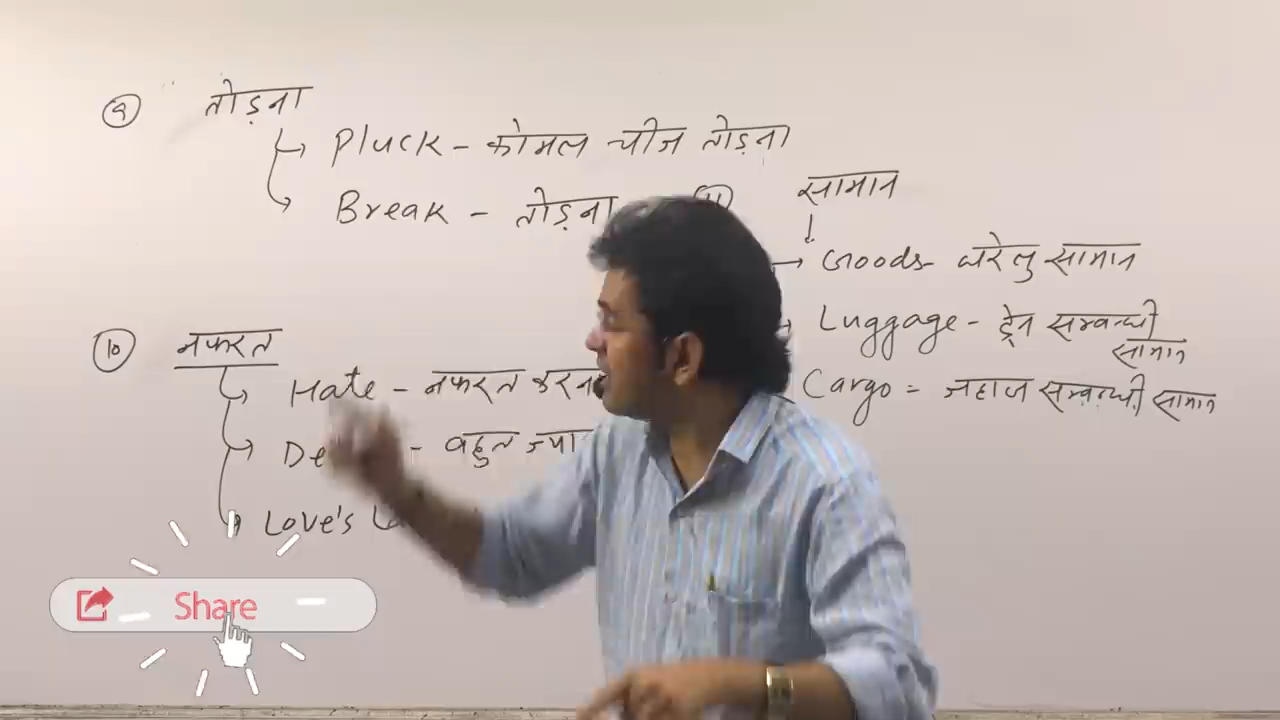 9 तोड़ना
Pluck - कोमल चीज तोड़ना
Break - तोड़ना
11 सामान
Goods - घरेलु सामान
Luggage - ट्रेन सम्बन्धी सामान
Cargo = जहाज सम्बन्धी सामान
10 नफरत
Hate - नफरत करना
De - बहुत ज्या
Love's
Share